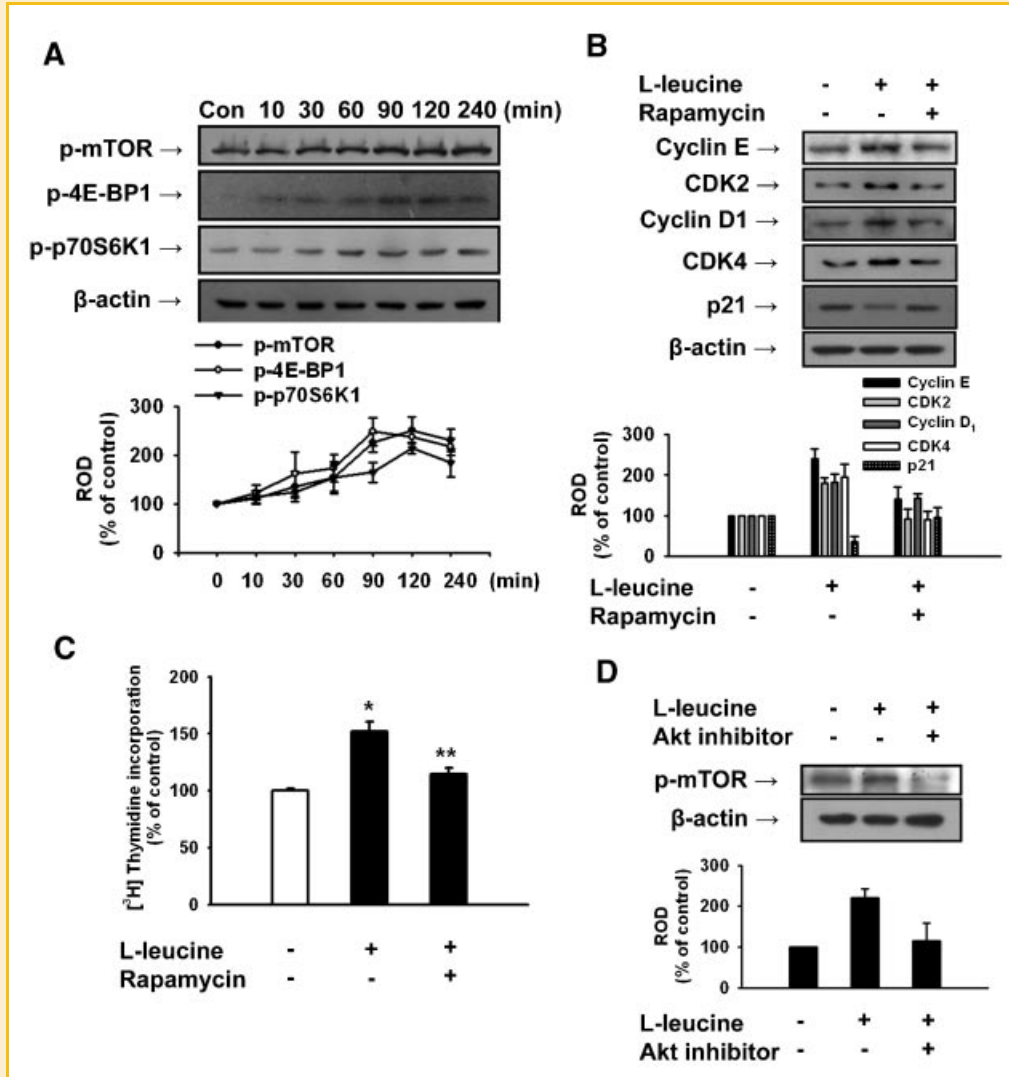 A
Con 10 30 60 90 120 240 (min)
p-mTOR →
p-4E-BP1 →
p-p70S6K1 →
β-actin →
p-mTOR
p-4E-BP1
p-p70S6K1
ROD
(% of control)
300
200
100
0
0 10 30 60 90 120 240 (min)
B
L-leucine - + +
Rapamycin - - +
Cyclin E →
CDK2 →
Cyclin D1 →
CDK4 →
p21 →
β-actin →
Cyclin E
CDK2
Cyclin D₁
CDK4
p21
ROD
(% of control)
300
200
100
0
L-leucine - + +
Rapamycin - - +
C
[³H] Thymidine incorporation
(% of control)
200
150
100
50
0
*
**
L-leucine - + +
Rapamycin - - +
D
L-leucine - + +
Akt inhibitor - - +
p-mTOR →
β-actin →
ROD
(% of control)
300
200
100
0
L-leucine - + +
Akt inhibitor - - +